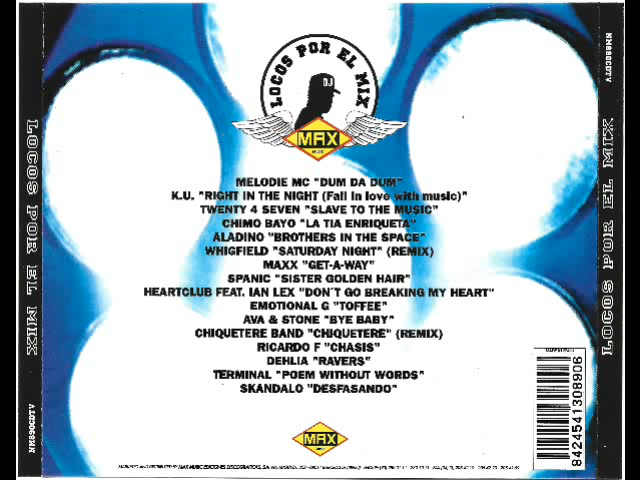 LOCOS POR EL MIX
DJ
MAX
MUSIC
MELODIE MC "DUM DA DUM"
K.U. "RIGHT IN THE NIGHT (Fall in love with music)"
TWENTY 4 SEVEN "SLAVE TO THE MUSIC"
CHIMO BAYO "LA TIA ENRIQUETA"
ALADINO "BROTHERS IN THE SPACE"
WHIGFIELD "SATURDAY NIGHT" (REMIX)
MAXX "GET-A-WAY"
SPANIC "SISTER GOLDEN HAIR"
HEARTCLUB FEAT. IAN LEX "DON´T GO BREAKING MY HEART"
EMOTIONAL G "TOFFEE"
AVA & STONE "BYE BABY"
CHIQUETERE BAND "CHIQUETERE" (REMIX)
RICARDO F "CHASIS"
DEHLIA "RAVERS"
TERMINAL "POEM WITHOUT WORDS"
SKANDALO "DESFASANDO"
MAX
LOCOS POR EL MIX
NM890CDTV
NM890CDTV
LOCOS POR EL MIX
8424541308906